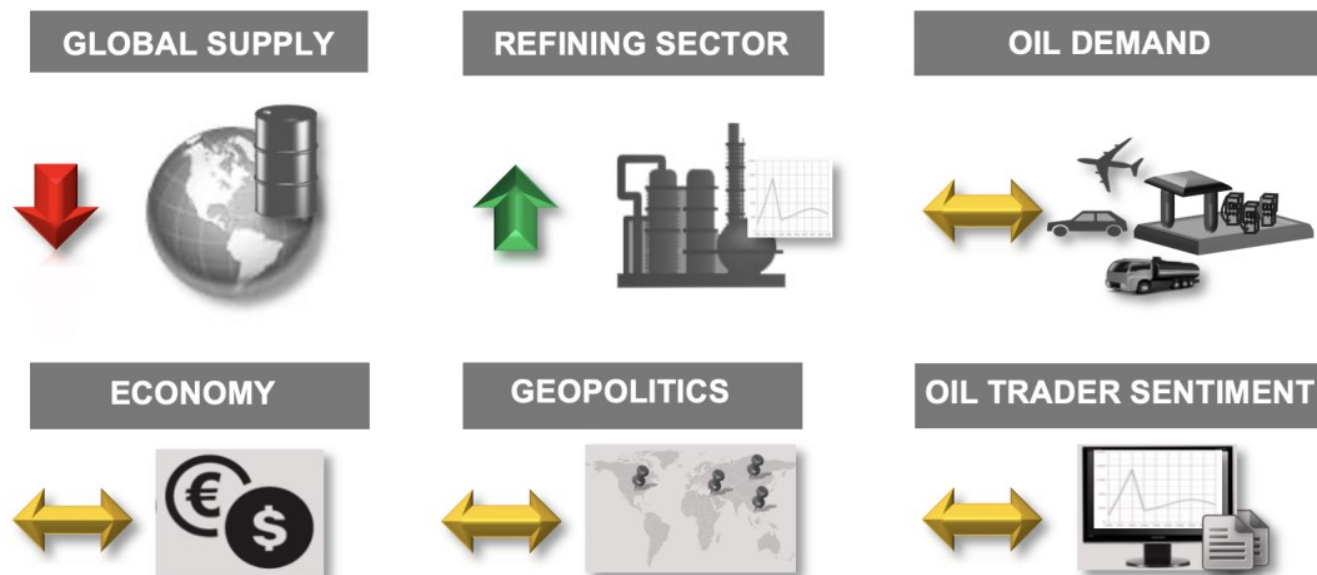 GLOBAL SUPPLY
REFINING SECTOR
OIL DEMAND
ECONOMY
GEOPOLITICS
OIL TRADER SENTIMENT
€
$